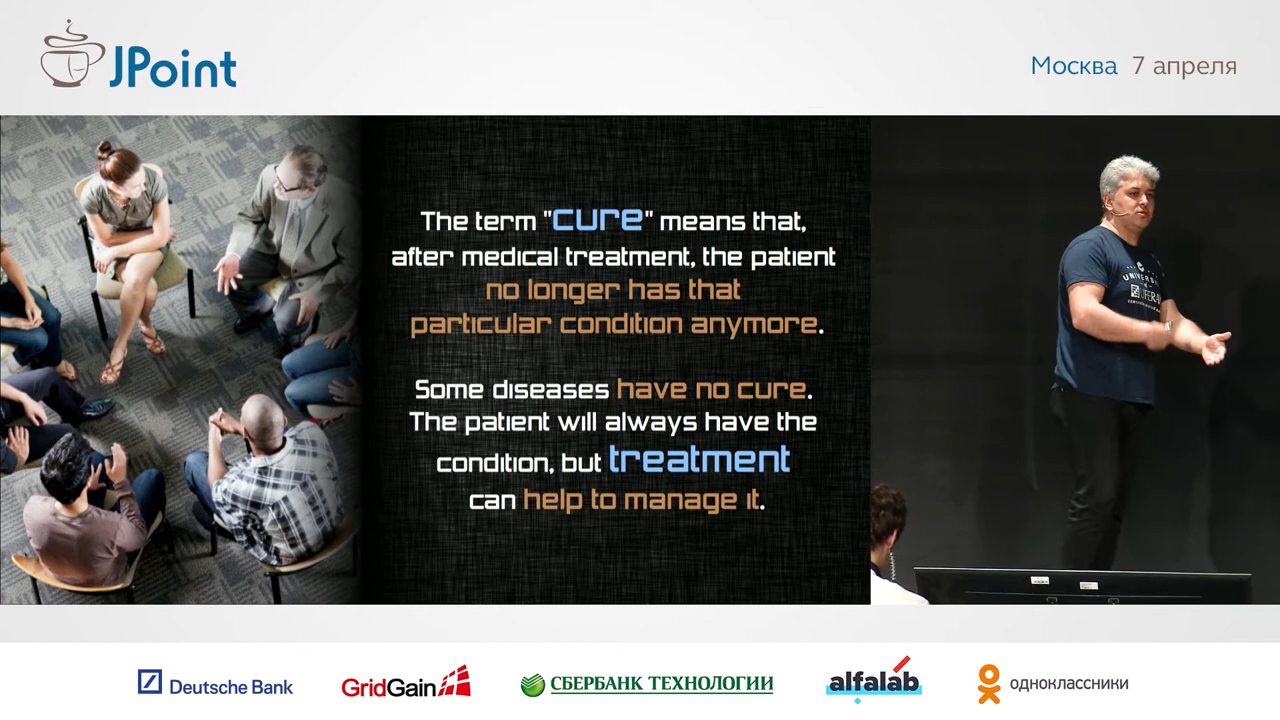 JPoint
Москва 7 апреля
The term "cure" means that,
after medical treatment, the patient
no longer has that
particular condition anymore.
Some diseases have no cure.
The patient will always have the
condition, but treatment
can help to manage it.
UNIVERSITY
LIFERAY
Deutsche Bank
GridGain
СБЕРБАНК ТЕХНОЛОГИИ
alfalab
одноклассники